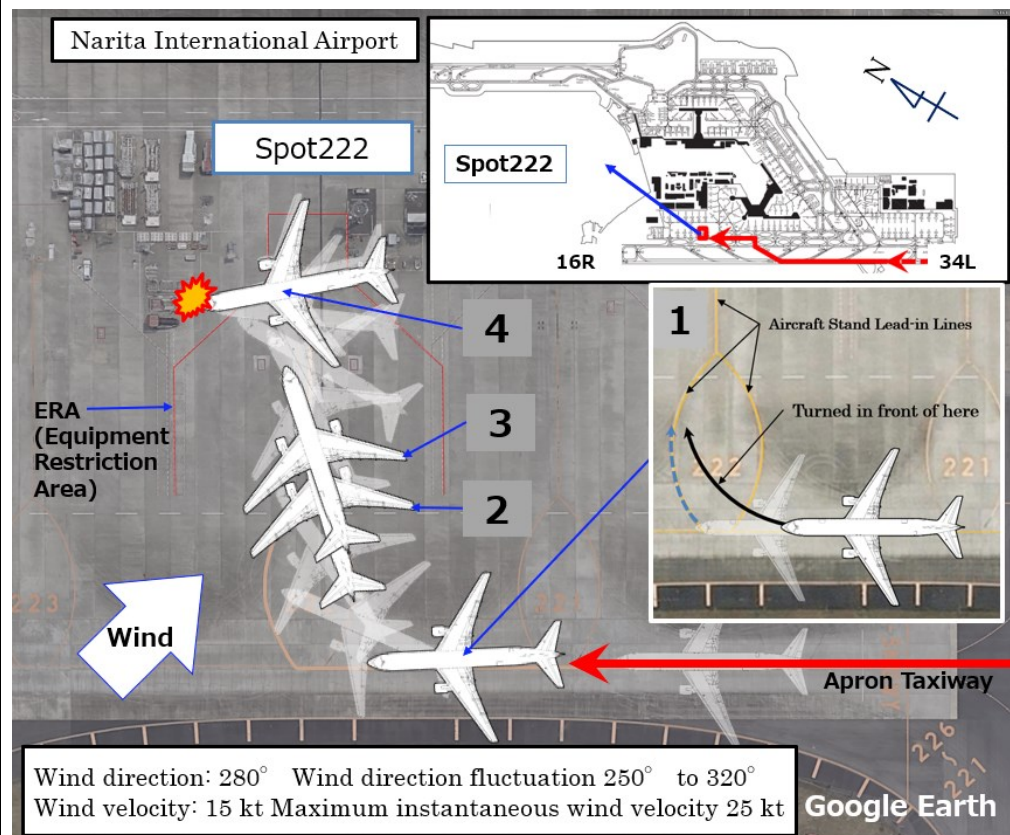 Narita International Airport
Spot222
N
Spot222
16R
34L
4
3
2
ERA
(Equipment
Restriction
Area)
1
Aircraft Stand Lead-in Lines
Turned in front of here
222
221
223
221
Wind
Apron Taxiway
226
221
Wind direction: 280° Wind direction fluctuation 250° to 320°
Wind velocity: 15 kt Maximum instantaneous wind velocity 25 kt
Google Earth